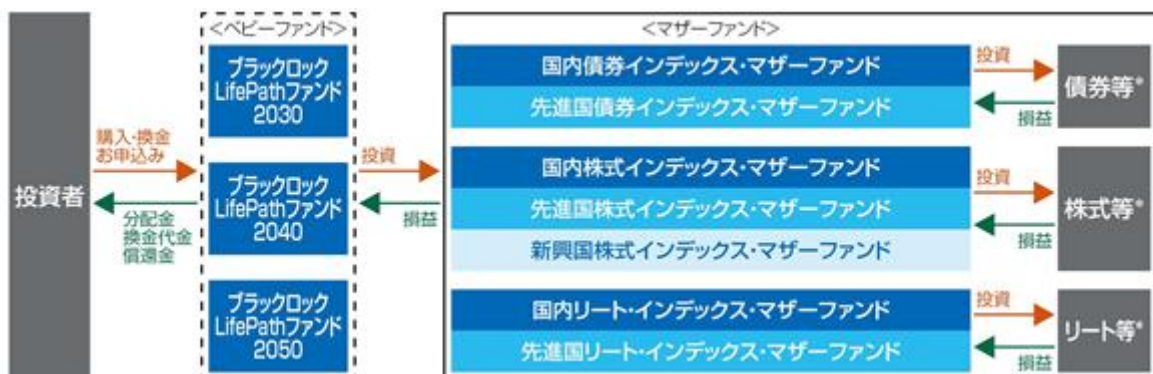 投資者
購入・換金
お申込み
分配金
換金代金
償還金
<ベビーファンド>
ブラックロック
LifePathファンド
2030
ブラックロック
LifePathファンド
2040
ブラックロック
LifePathファンド
2050
投資
損益
<マザーファンド>
国内債券インデックス・マザーファンド
先進国債券インデックス・マザーファンド
投資
損益
債券等*
国内株式インデックス・マザーファンド
先進国株式インデックス・マザーファンド
新興国株式インデックス・マザーファンド
投資
損益
株式等*
国内リート・インデックス・マザーファンド
先進国リート・インデックス・マザーファンド
投資
損益
リート等*